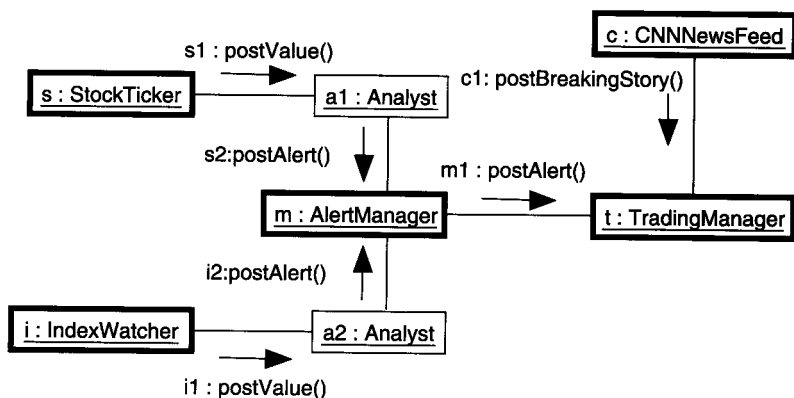 c : CNNNewsFeed
s1 : postValue()
s : StockTicker
a1 : Analyst
c1: postBreakingStory()
s2:postAlert()
m1 : postAlert()
m : AlertManager
t : TradingManager
i2:postAlert()
i : IndexWatcher
a2 : Analyst
i1 : postValue()